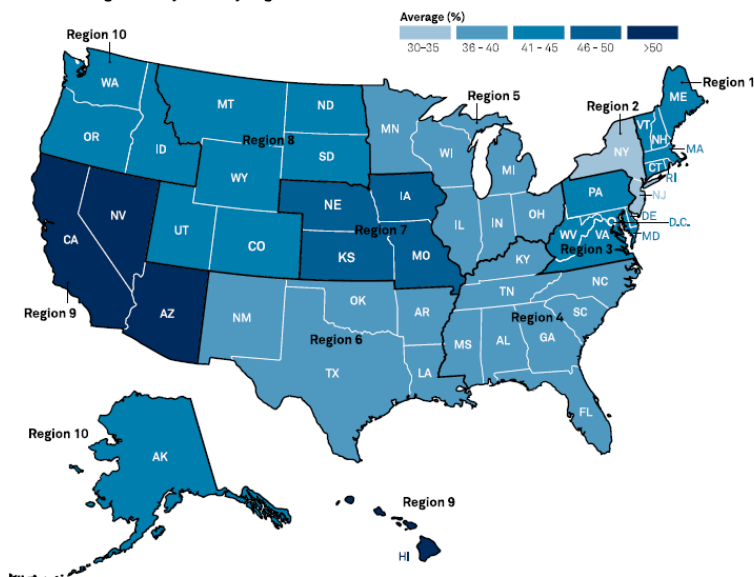 Average (%)
30–35
36 - 40
41 - 45
46 - 50
>50
Region 10
WA
MT
ND
MN
Region 5
Region 2
ME
Region 1
OR
ID
Region 8
SD
WI
MI
NY
VT
NH
MA
CT
RI
WY
NE
IA
PA
NJ
NV
UT
CO
Region 7
IL
IN
OH
DE
D.C.
CA
KS
MO
WV
VA
MD
Region 3
KY
Region 9
AZ
NM
OK
AR
TN
NC
Region 6
Region 4
SC
TX
LA
MS
AL
GA
FL
Region 10
AK
Region 9
HI